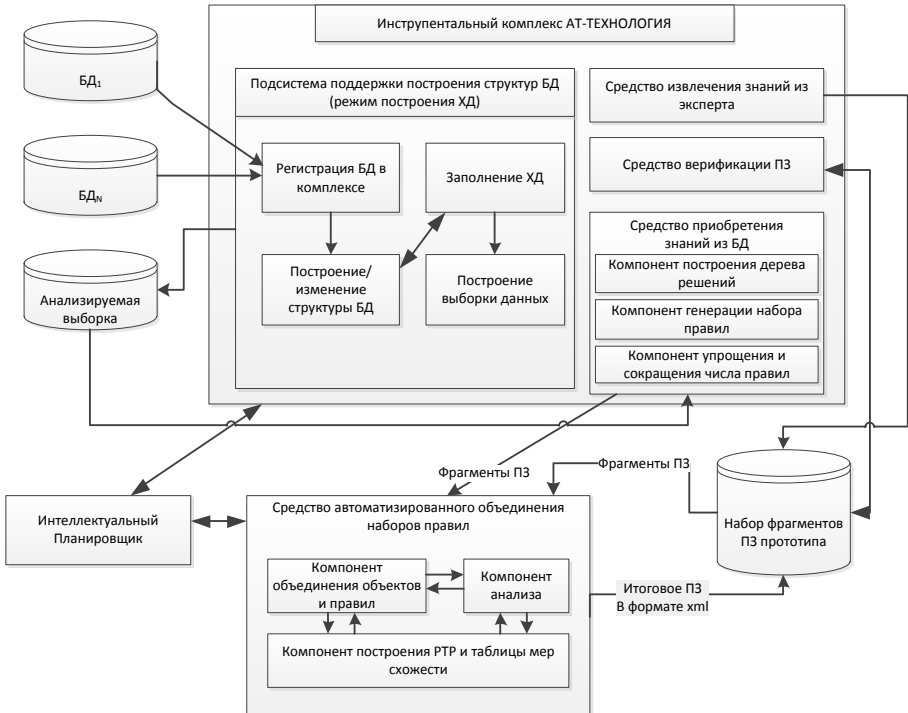 Инструпентальный комплекс АТ-ТЕХНОЛОГИЯ
БД₁
БДN
Анализируемая
выборка
Подсистема поддержки построения структур БД
(режим построения ХД)
Регистрация БД в
комплексе
Заполнение ХД
Построение/
изменение
структуры БД
Построение
выборки данных
Средство извлечения знаний из
эксперта
Средство верификации ПЗ
Средство приобретения
знаний из БД
Компонент построения дерева
решений
Компонент генерации набора
правил
Компонент упрощения и
сокращения числа правил
Фрагменты ПЗ
Фрагменты ПЗ
Интеллектуальный
Планировщик
Средство автоматизированного объединения
наборов правил
Компонент
объединения объектов
и правил
Компонент
анализа
Компонент построения РТР и таблицы мер
схожести
Набор фрагментов
ПЗ прототипа
Итоговое ПЗ
В формате xml